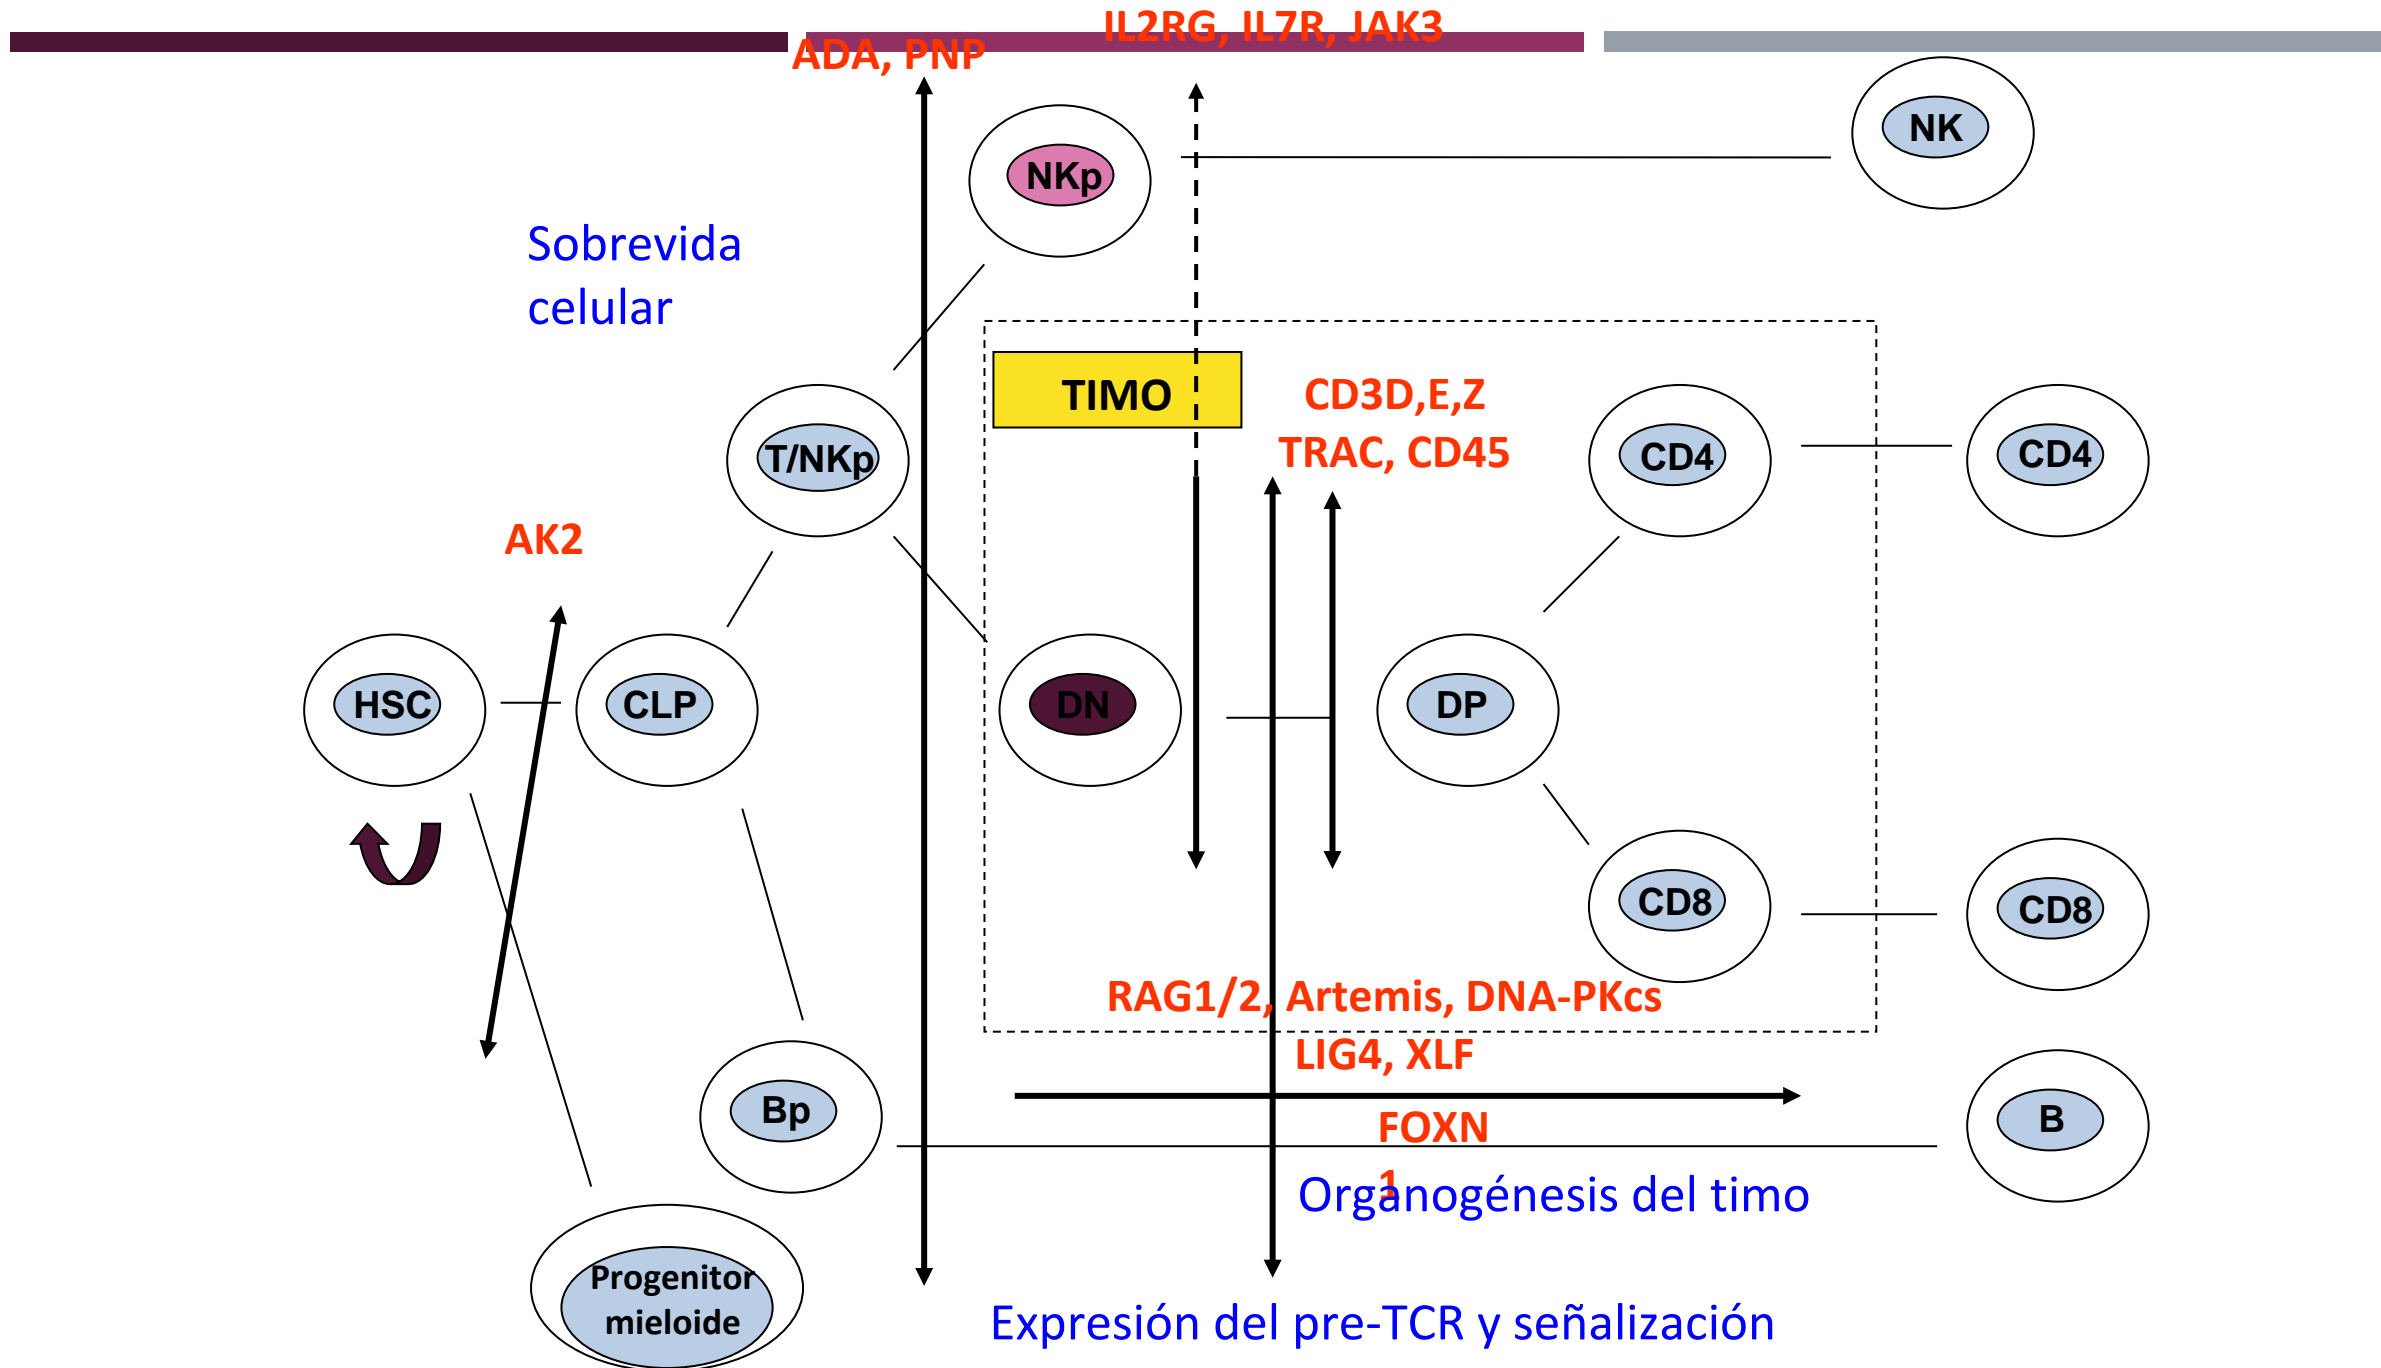 IL2RG, IL7R, JAK3
ADA, PNP
NK
NKp
Sobrevida
celular
TIMO
CD3D,E,Z
TRAC, CD45
T/NKp
CD4
CD4
AK2
HSC
CLP
DN
DP
CD8
CD8
RAG1/2, Artemis, DNA-PKcs
LIG4, XLF
Bp
FOXN
1
B
Organogénesis del timo
Progenitor
mieloide
Expresión del pre-TCR y señalización